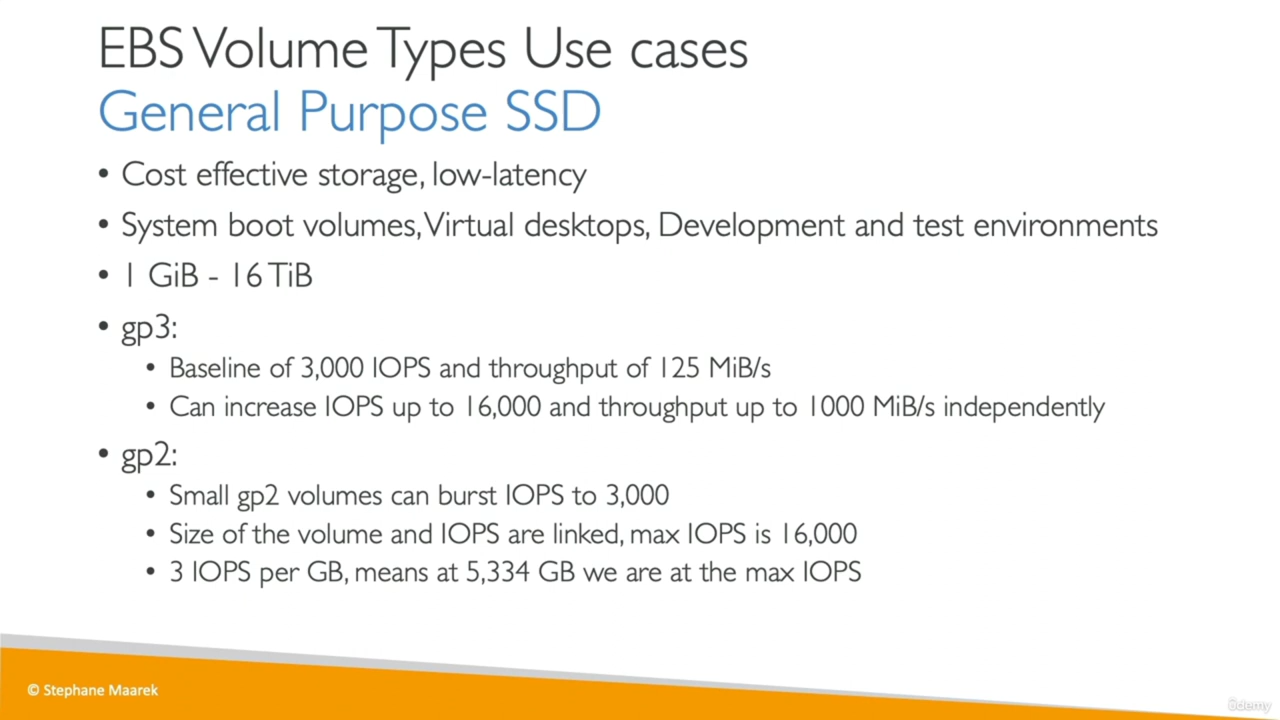 EBS Volume Types Use cases
General Purpose SSD
• Cost effective storage, low-latency
• System boot volumes, Virtual desktops, Development and test environments
• 1 GiB - 16 TiB
• gp3:
• Baseline of 3,000 IOPS and throughput of 125 MiB/s
• Can increase IOPS up to 16,000 and throughput up to 1000 MiB/s independently
• gp2:
• Small gp2 volumes can burst IOPS to 3,000
• Size of the volume and IOPS are linked, max IOPS is 16,000
• 3 IOPS per GB, means at 5,334 GB we are at the max IOPS
© Stephane Maarek
ûdemy